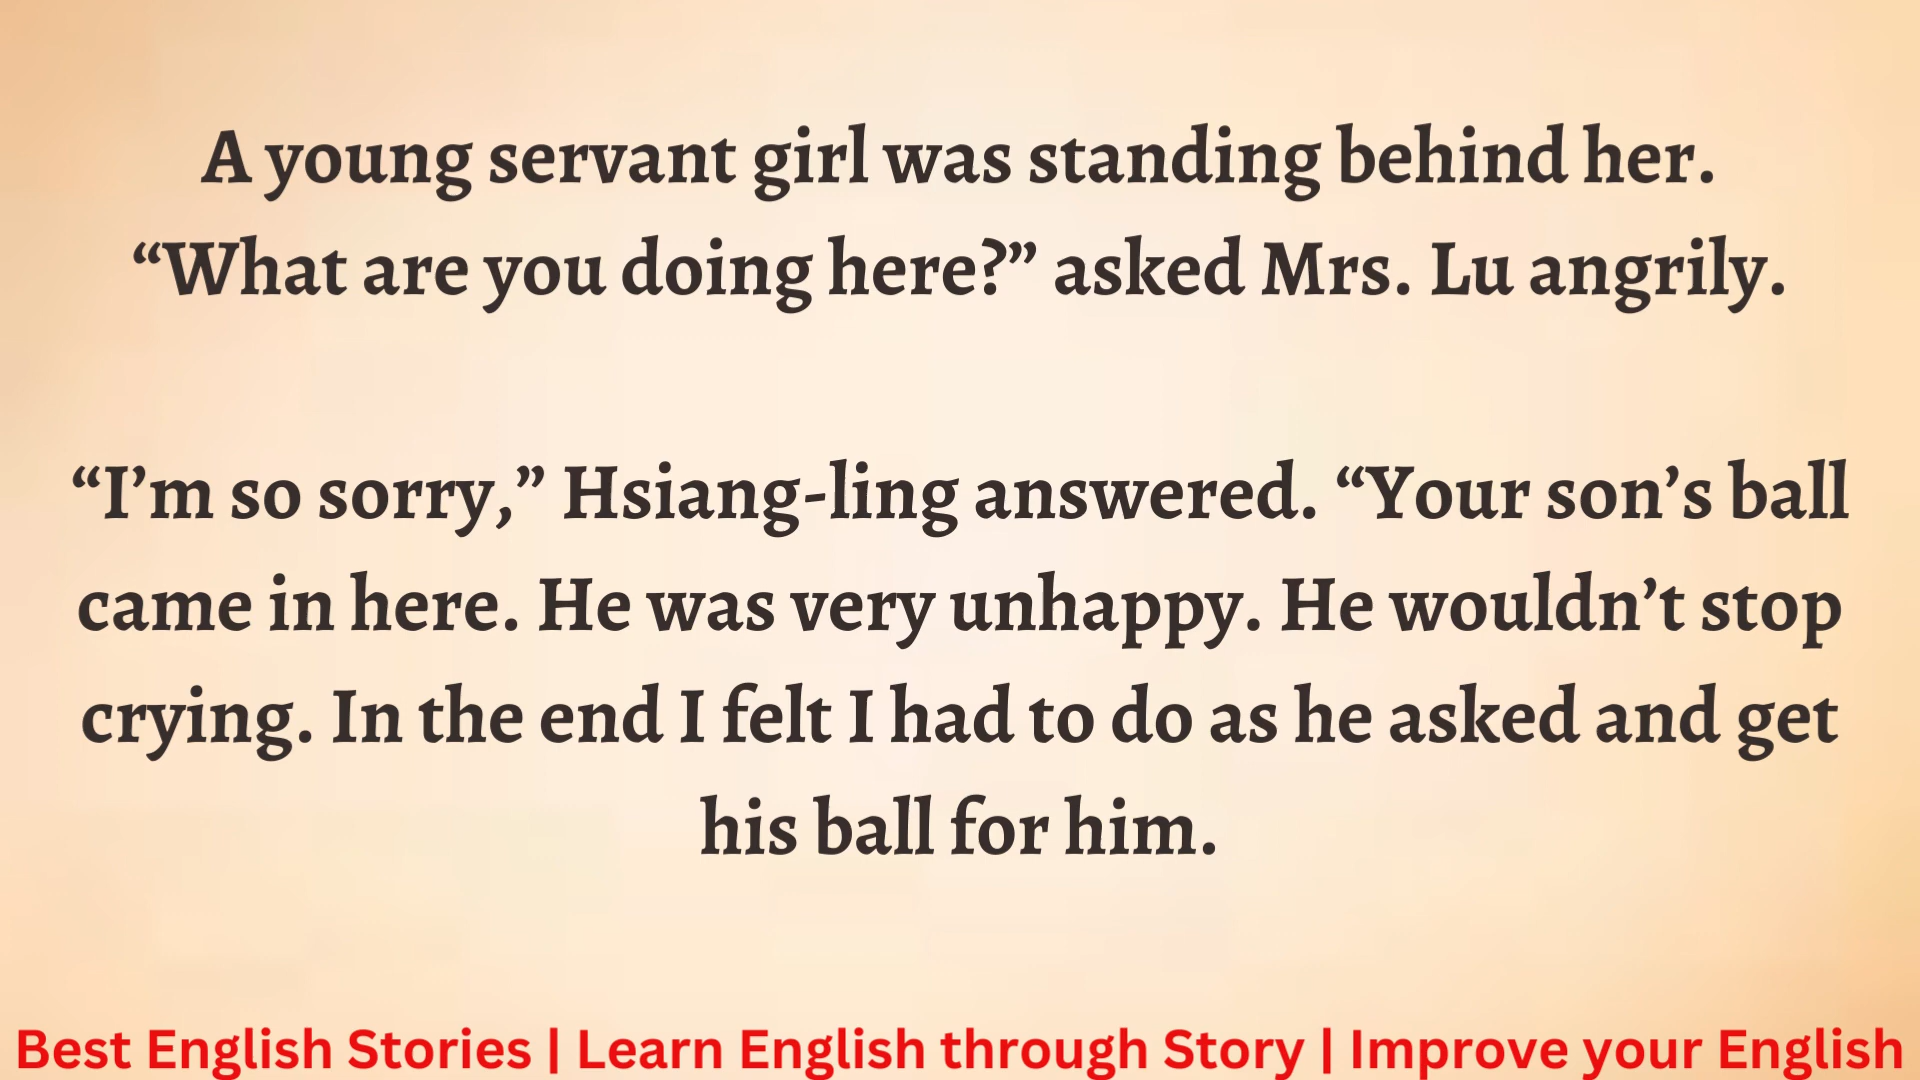 A young servant girl was standing behind her.
“What are you doing here?” asked Mrs. Lu angrily.
“I’m so sorry,” Hsiang-ling answered. “Your son’s ball
came in here. He was very unhappy. He wouldn’t stop
crying. In the end I felt I had to do as he asked and get
his ball for him.
Best English Stories | Learn English through Story | Improve your English